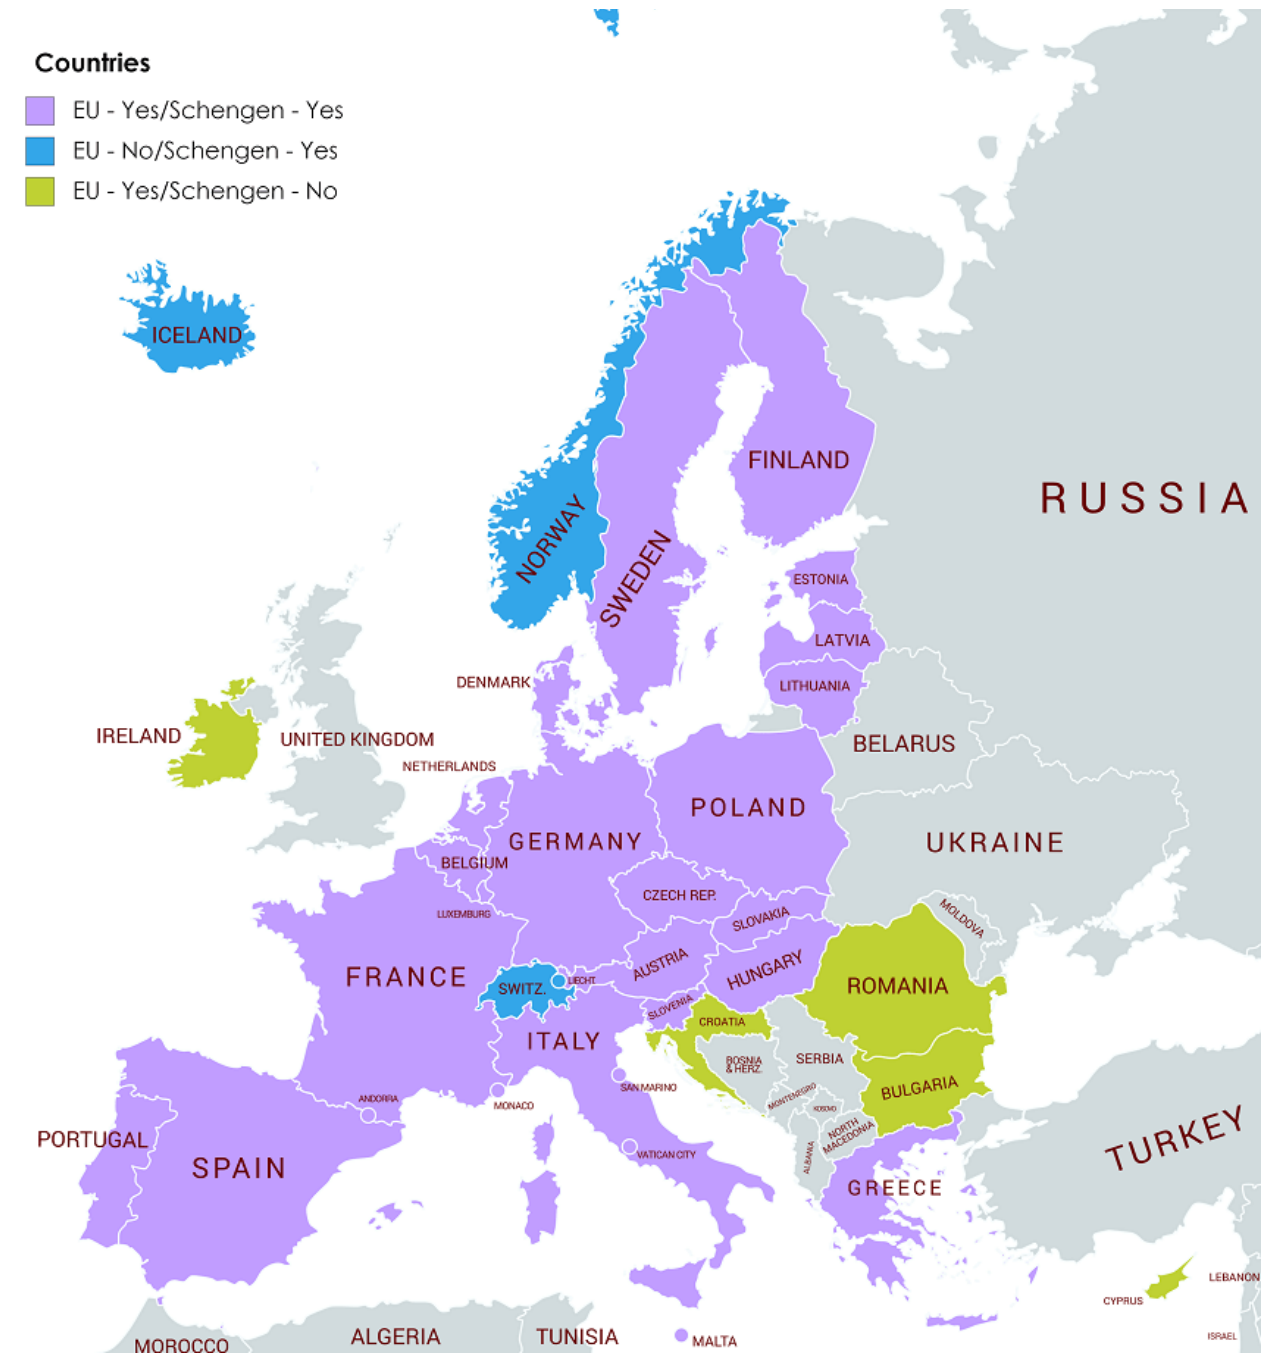 Countries
EU - Yes/Schengen - Yes
EU - No/Schengen - Yes
EU - Yes/Schengen - No
ICELAND
FINLAND
RUSSIA
NORWAY
SWEDEN
ESTONIA
LATVIA
DENMARK
LITHUANIA
IRELAND
UNITED KINGDOM
BELARUS
NETHERLANDS
POLAND
GERMANY
UKRAINE
BELGIUM
CZECH REP.
LUXEMBURG
SLOVAKIA
MOLDOVA
FRANCE
AUSTRIA
HUNGARY
LIECHT.
SWITZ.
ROMANIA
SLOVENIA
CROATIA
ITALY
BOSNIA
& HERZ.
SERBIA
SAN MARINO
BULGARIA
MONTENEGRO
KOSOVO
ANDORRA
MONACO
NORTH
MACEDONIA
PORTUGAL
VATICAN CITY
ALBANIA
TURKEY
SPAIN
GREECE
LEBANON
CYPRUS
MOROCCO
ALGERIA
TUNISIA
MALTA
ISRAEL